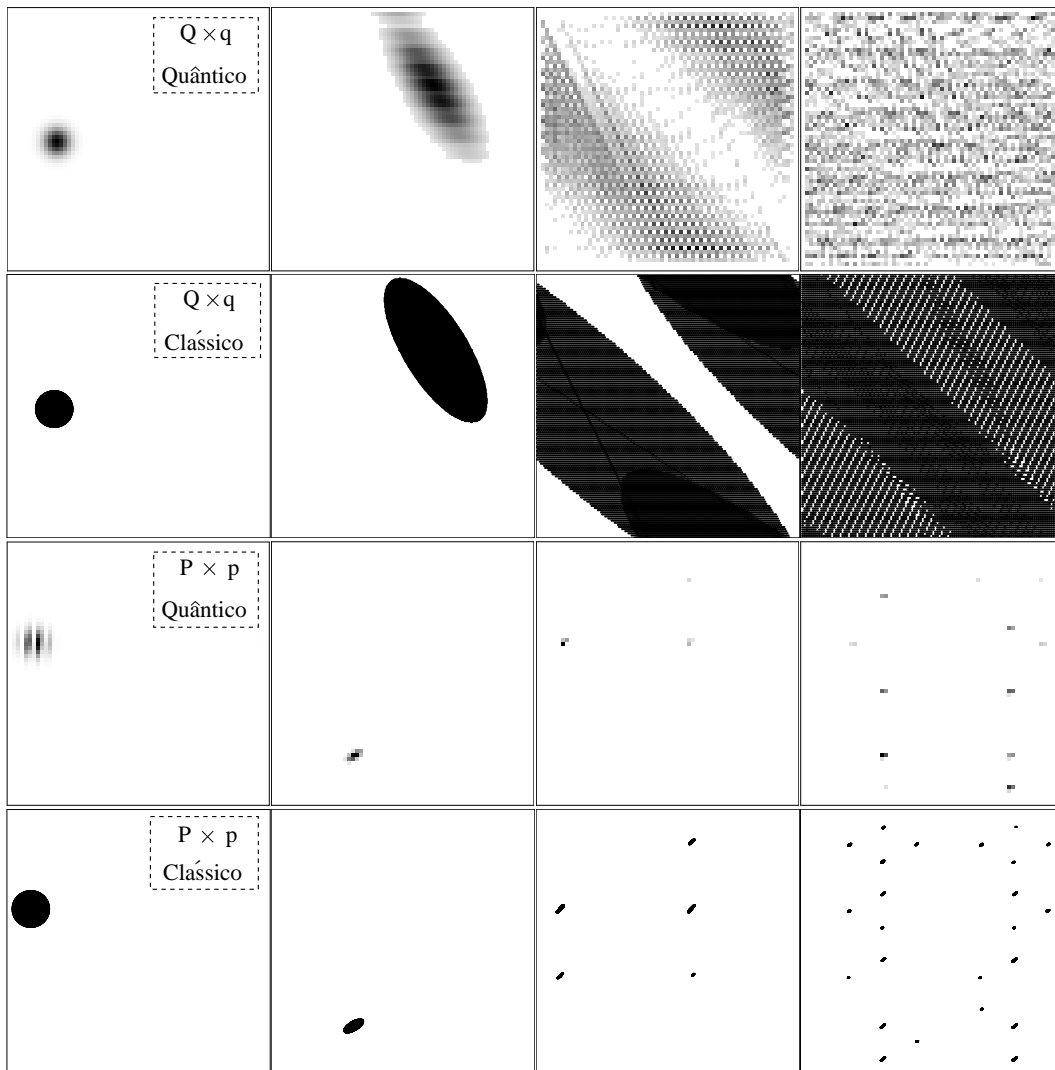 Q × q
Quântico
Q × q
Clássico
P × p
Quântico
P × p
Clássico